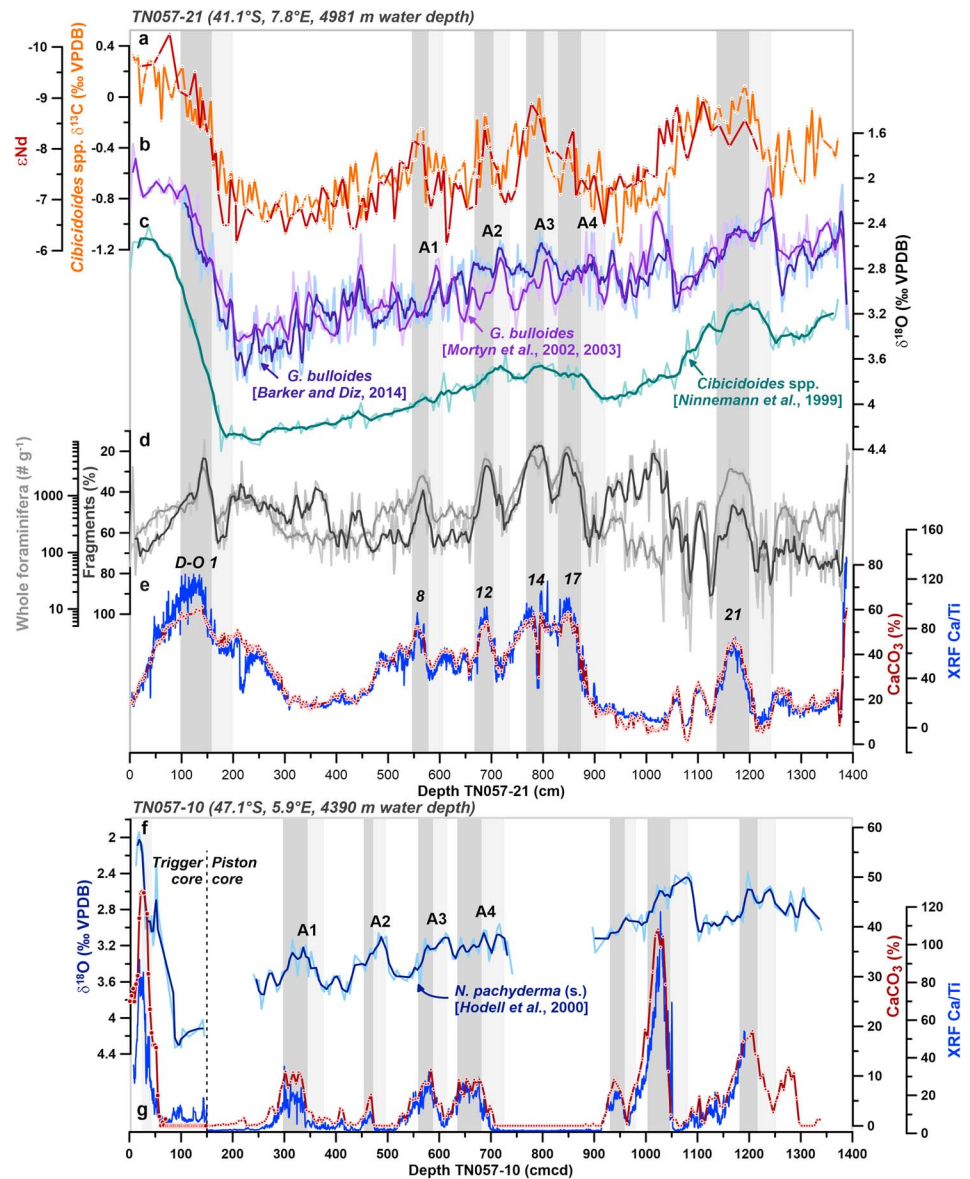 TN057-21 (41.1°S, 7.8°E, 4981 m water depth)
a
b
c
d
e
-10
-9
-8
-7
-6
εNd
Cibicidoides spp. δ13C (‰ VPDB)
0.4
0
-0.4
-0.8
-1.2
1.6
2
2.4
2.8
3.2
3.6
4
4.4
δ18O (‰ VPDB)
A1
A2
A3
A4
G. bulloides
[Mortyn et al., 2002, 2003]
G. bulloides
[Barker and Diz, 2014]
Cibicidoides spp.
[Ninnemann et al., 1999]
Whole foraminifera (# g-1)
1000
100
10
Fragments (%)
20
40
60
80
100
D-O 1
8
12
14
17
21
80
60
40
20
0
CaCO3 (%)
160
120
80
40
0
XRF Ca/Ti
0 100 200 300 400 500 600 700 800 900 1000 1100 1200 1300 1400
Depth TN057-21 (cm)
TN057-10 (47.1°S, 5.9°E, 4390 m water depth)
f
g
Trigger core
Piston core
2
2.4
2.8
3.2
3.6
4
4.4
δ18O (‰ VPDB)
A1
A2
A3
A4
N. pachyderma (s.)
[Hodell et al., 2000]
60
50
40
30
20
10
0
CaCO3 (%)
120
100
80
60
40
20
0
XRF Ca/Ti
0 100 200 300 400 500 600 700 800 900 1000 1100 1200 1300 1400
Depth TN057-10 (cmcd)